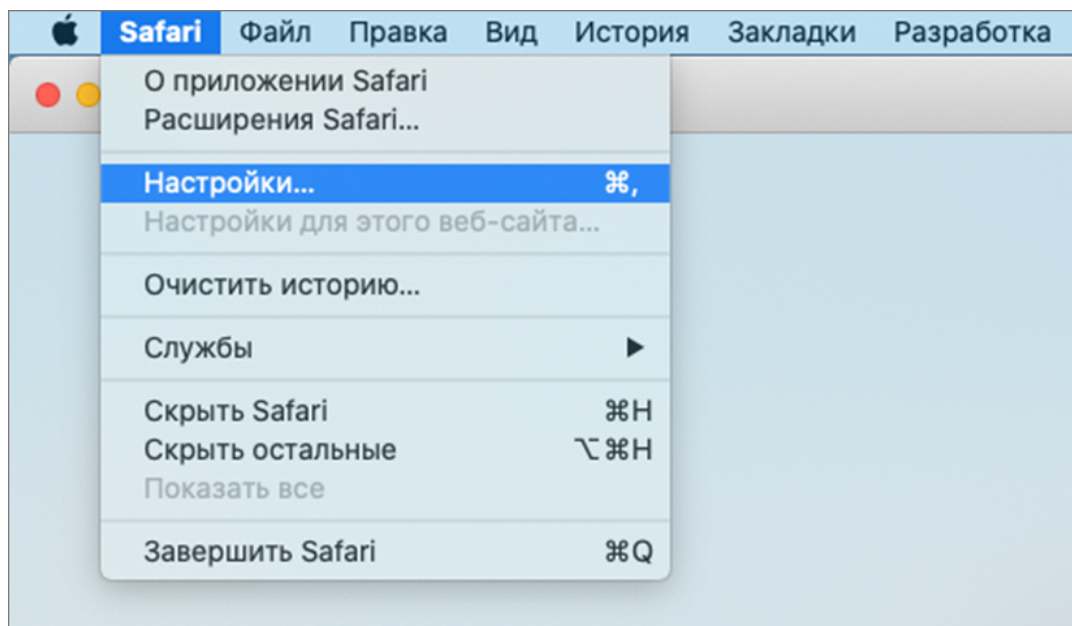 Safari Файл Правка Вид История Закладки Разработка
О приложении Safari
Расширения Safari...
Настройки... ⌘,
Настройки для этого веб-сайта...
Очистить историю...
Службы ▶
Скрыть Safari ⌘H
Скрыть остальные ⌥⌘H
Показать все
Завершить Safari ⌘Q